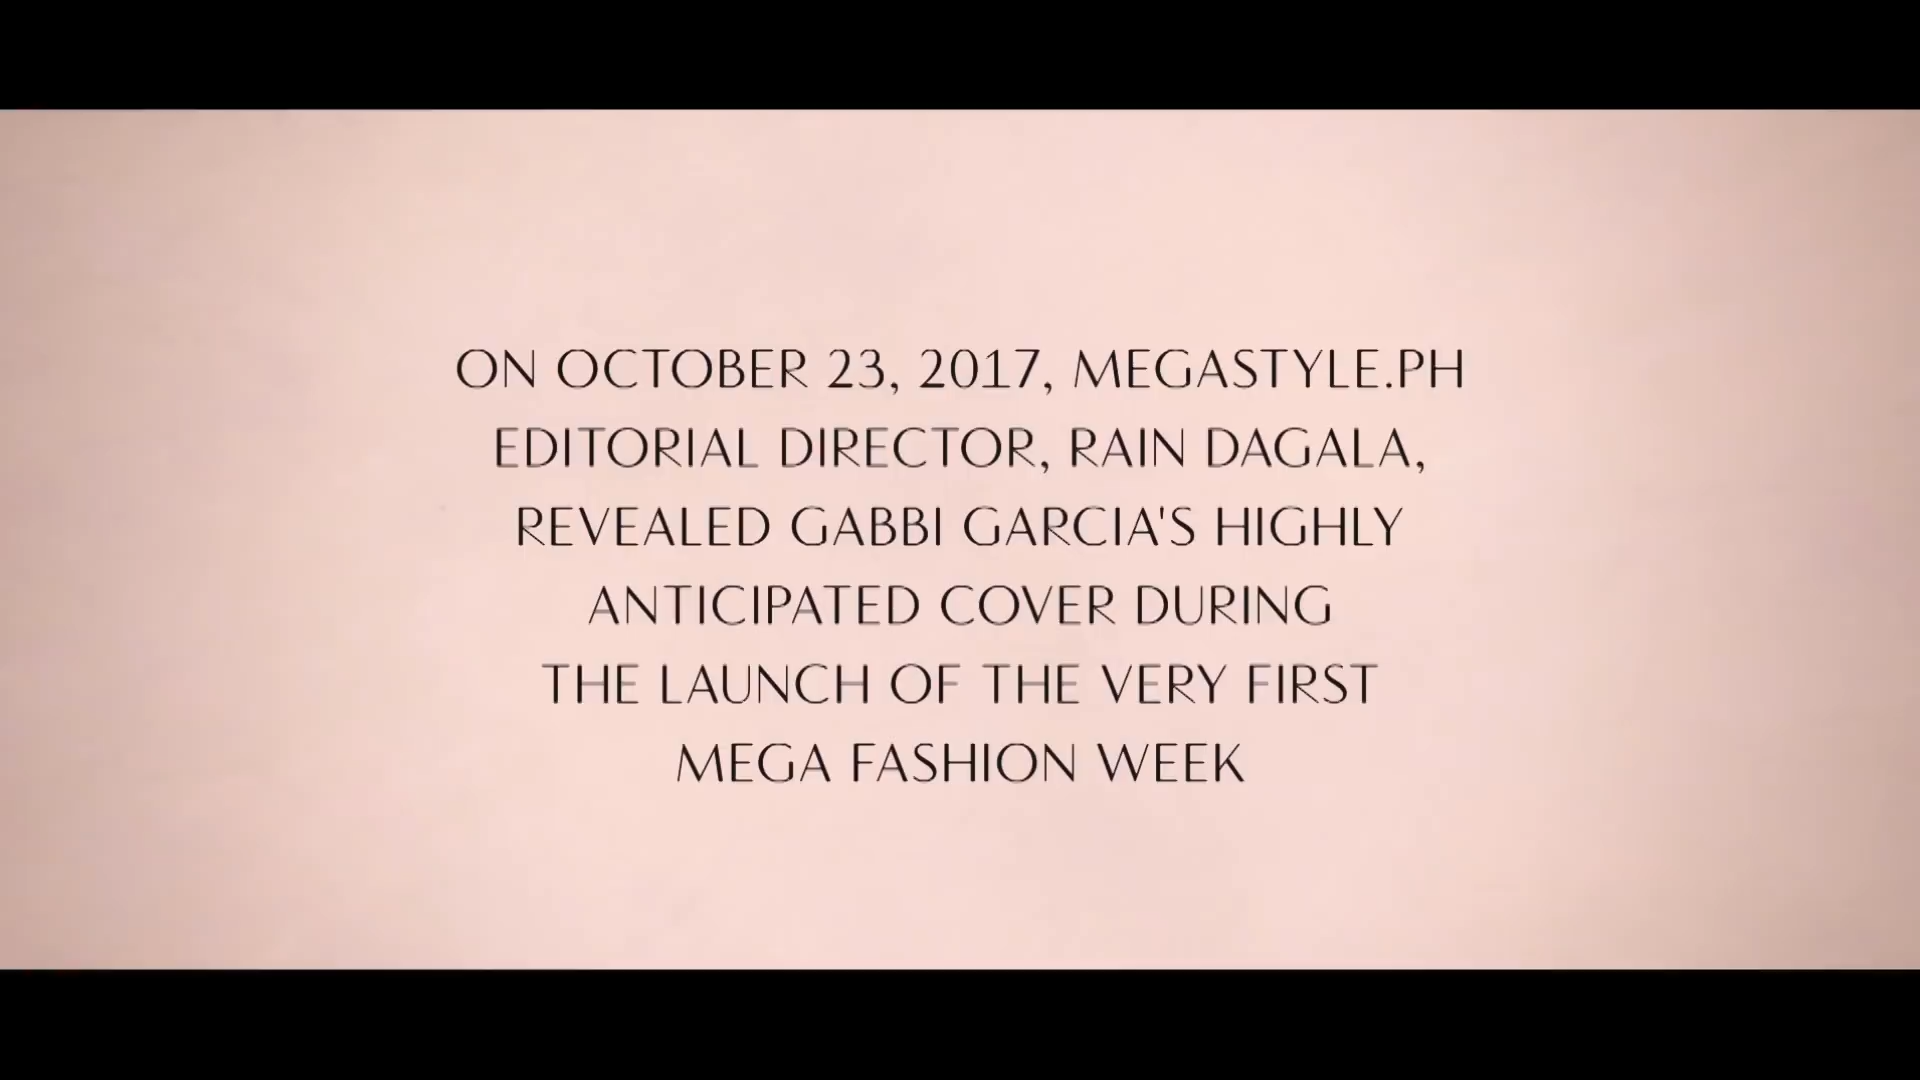 ON OCTOBER 23, 2017, MEGASTYLE.PH
EDITORIAL DIRECTOR, RAIN DAGALA,
REVEALED GABBI GARCIA'S HIGHLY
ANTICIPATED COVER DURING
THE LAUNCH OF THE VERY FIRST
MEGA FASHION WEEK